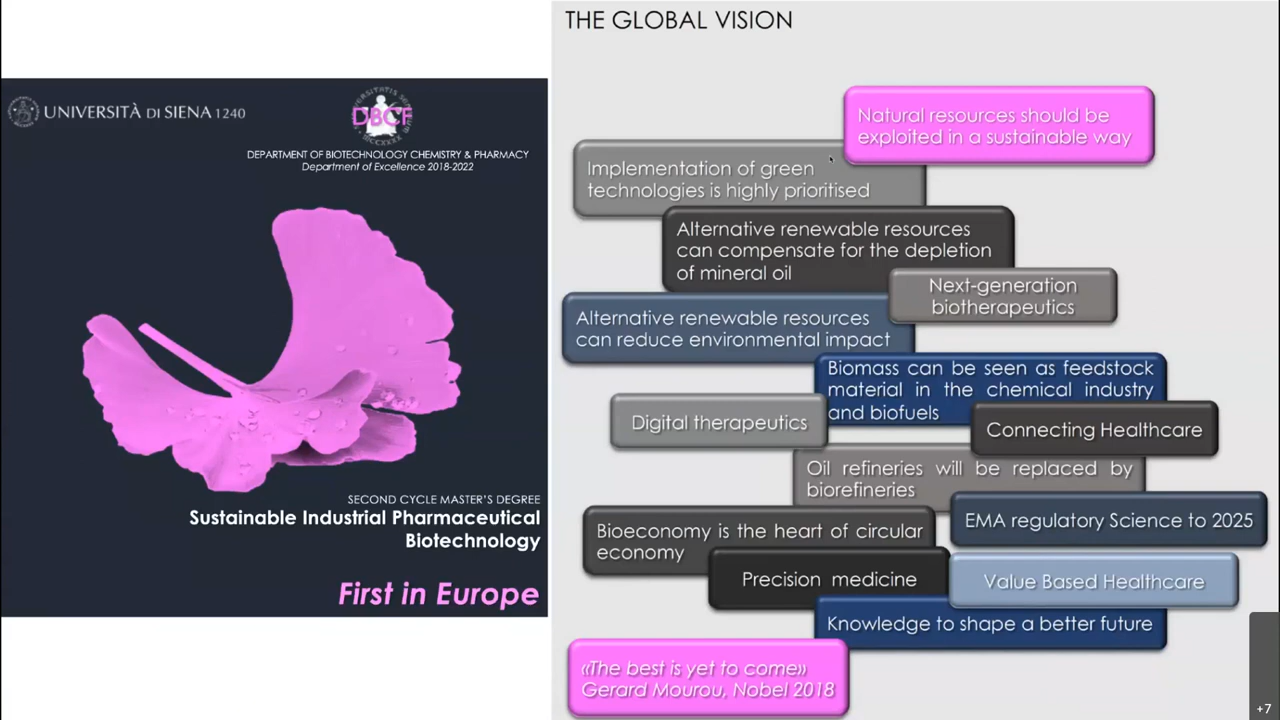 THE GLOBAL VISION
UNIVERSITÀ DI SIENA 1240
DBCF
DEPARTMENT OF BIOTECHNOLOGY CHEMISTRY & PHARMACY
Department of Excellence 2018-2022
SECOND CYCLE MASTER'S DEGREE
Sustainable Industrial Pharmaceutical
Biotechnology
First in Europe
Natural resources should be
exploited in a sustainable way
Implementation of green
technologies is highly prioritised
Alternative renewable resources
can compensate for the depletion
of mineral oil
Next-generation
biotherapeutics
Alternative renewable resources
can reduce environmental impact
Biomass can be seen as feedstock
material in the chemical industry
and biofuels
Digital therapeutics
Connecting Healthcare
Oil refineries will be replaced by
biorefineries
EMA regulatory Science to 2025
Bioeconomy is the heart of circular
economy
Precision medicine
Value Based Healthcare
Knowledge to shape a better future
«The best is yet to come»
Gerard Mourou, Nobel 2018
+7